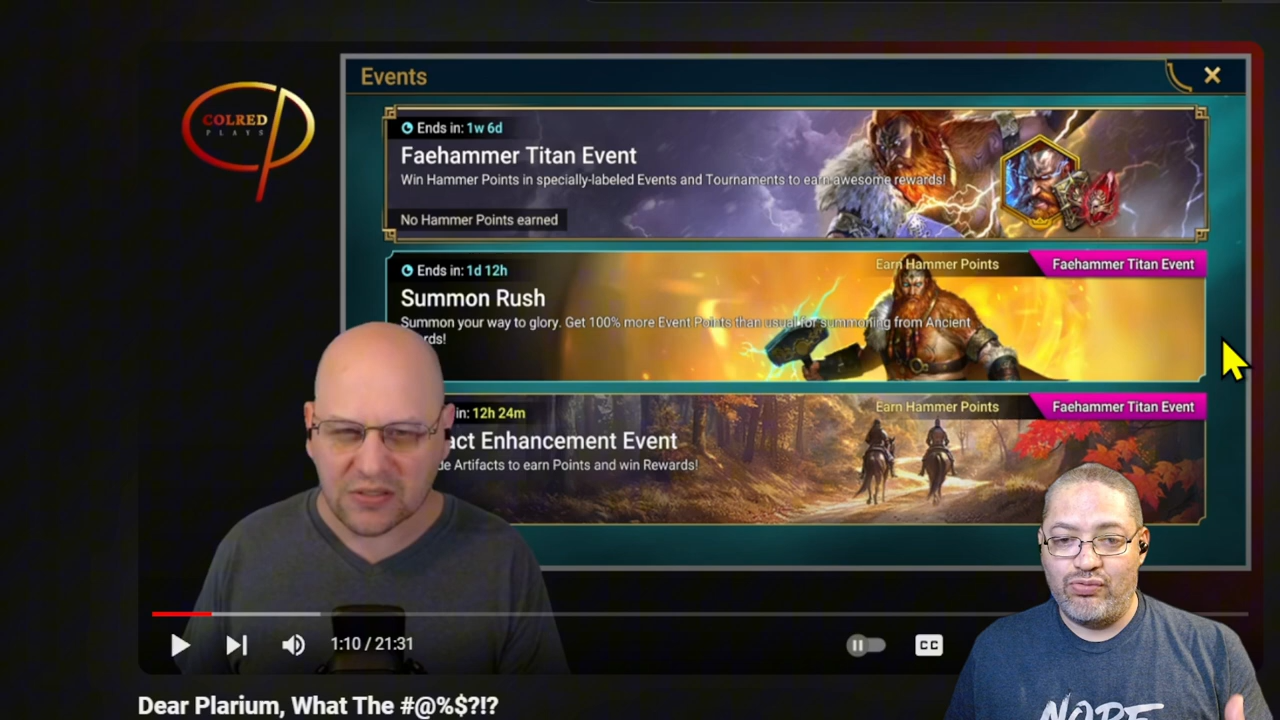 COLRED
PLAYS
Events
Ends in: 1w 6d
Faehammer Titan Event
Win Hammer Points in specially-labeled Events and Tournaments to earn awesome rewards!
No Hammer Points earned
Ends in: 1d 12h
Earn Hammer Points
Faehammer Titan Event
Summon Rush
Summon your way to glory. Get 100% more Event Points than usual for summoning from Ancient
rds!
in: 12h 24m
Earn Hammer Points
Faehammer Titan Event
act Enhancement Event
de Artifacts to earn Points and win Rewards!
1:10 / 21:31
CC
Dear Plarium, What The #@%$?!?
NOPE